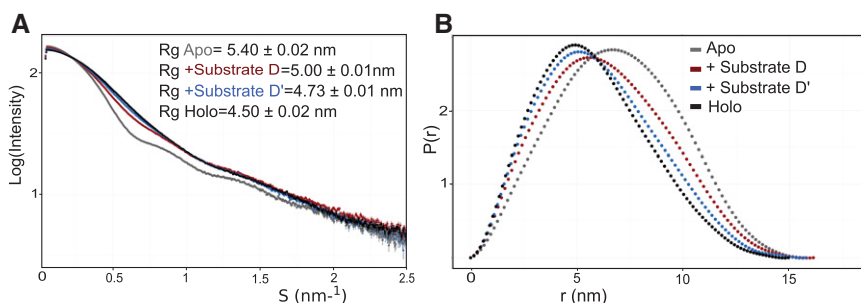 A
Rg Apo= 5.40 ± 0.02 nm
Rg +Substrate D=5.00 ± 0.01nm
Rg +Substrate D'=4.73 ± 0.01 nm
Rg Holo=4.50 ± 0.02 nm
Log(Intensity)
2
1
0
0.5
1
1.5
2
2.5
S (nm-¹)
B
Apo
+ Substrate D
+ Substrate D'
Holo
P(r)
2
1
0
5
10
15
r (nm)